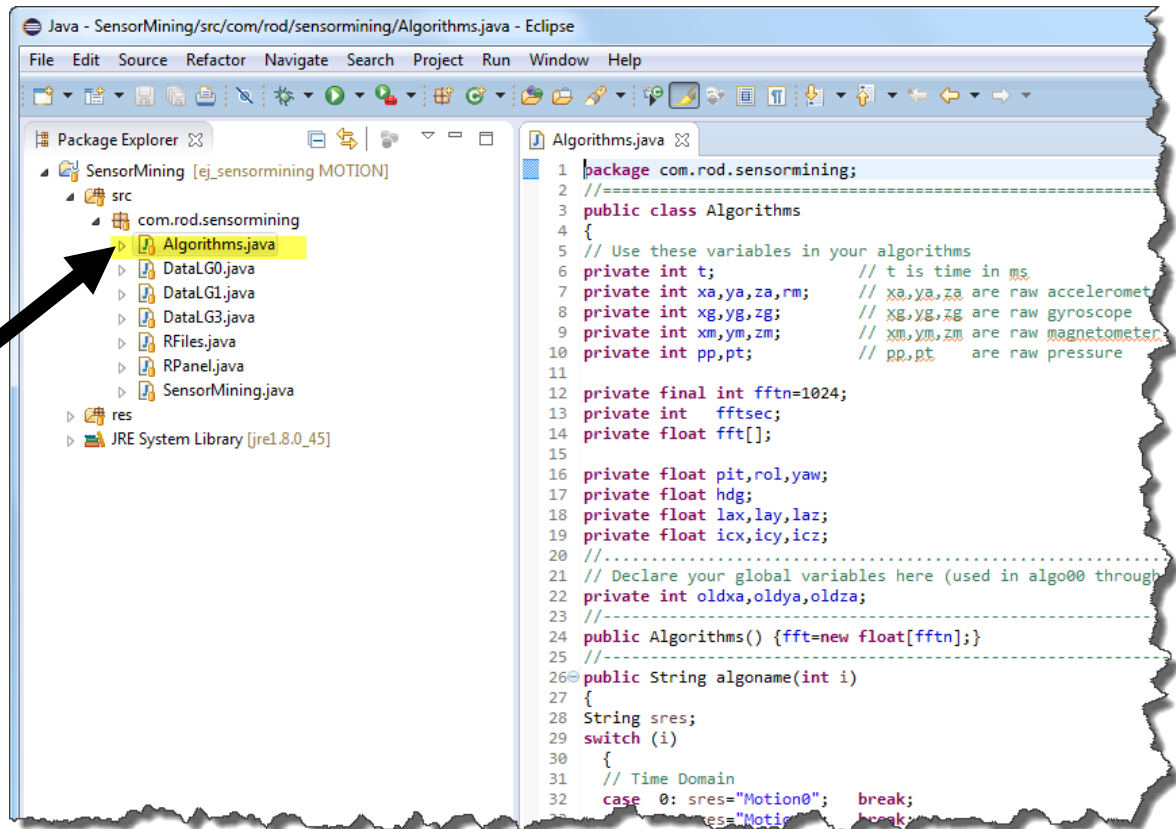 Java - SensorMining/src/com/rod/sensormining/Algorithms.java - Eclipse
File Edit Source Refactor Navigate Search Project Run Window Help
Package Explorer
SensorMining [ej_sensormining MOTION]
src
com.rod.sensormining
Algorithms.java
DataLG0.java
DataLG1.java
DataLG3.java
RFiles.java
RPanel.java
SensorMining.java
res
JRE System Library [jre1.8.0_45]
Algorithms.java
1 package com.rod.sensormining;
2 //============================================================
3 public class Algorithms
4 {
5 // Use these variables in your algorithms
6 private int t; // t is time in ms
7 private int xa,ya,za,rm; // xa,ya,za are raw acceleromet
8 private int xg,yg,zg; // xg,yg,zg are raw gyroscope
9 private int xm,ym,zm; // xm,ym,zm are raw magnetometer
10 private int pp,pt; // pp,pt are raw pressure
11
12 private final int fftn=1024;
13 private int fftsec;
14 private float fft[];
15
16 private float pit,rol,yaw;
17 private float hdg;
18 private float lax,lay,laz;
19 private float icx,icy,icz;
20 //............................................................
21 // Declare your global variables here (used in algo00 through
22 private int oldxa,oldya,oldza;
23 //------------------------------------------------------------
24 public Algorithms() {fft=new float[fftn];}
25 //------------------------------------------------------------
26 public String algoname(int i)
27 {
28 String sres;
29 switch (i)
30 {
31 // Time Domain
32 case 0: sres="Motion0"; break;